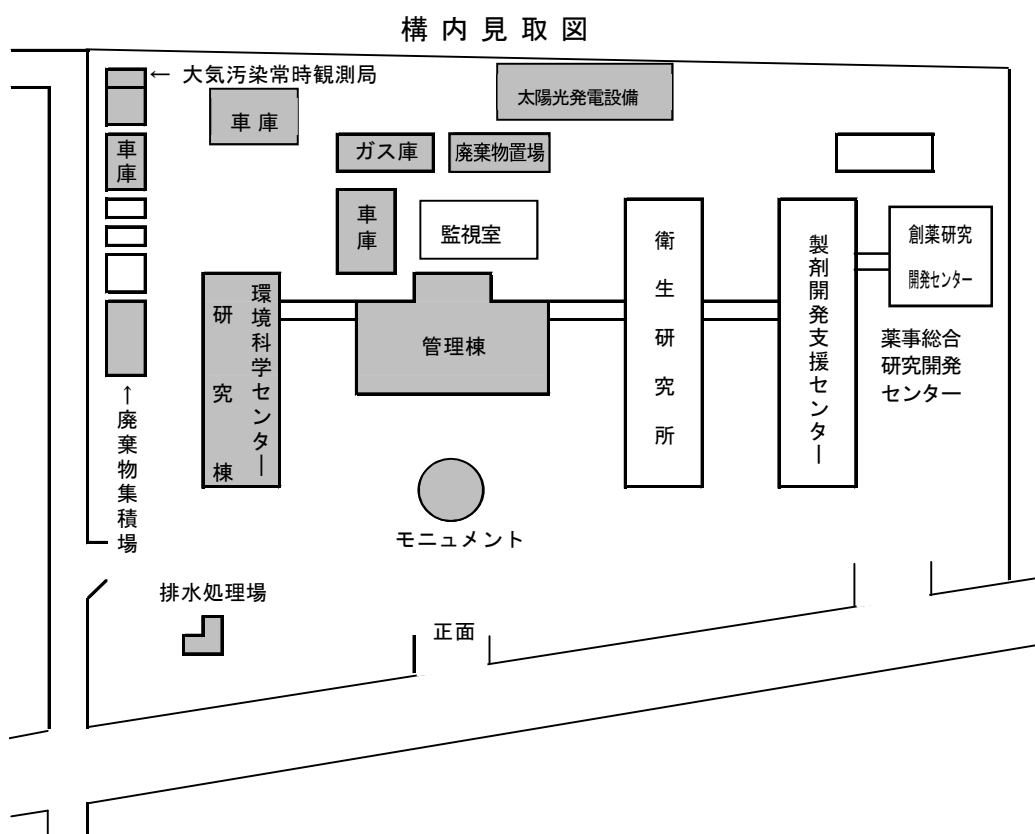 構内見取図
← 大気汚染常時観測局
太陽光発電設備
車庫
車庫
ガス庫
廃棄物置場
車庫
監視室
衛生研究所
製剤開発支援センター
創薬研究
開発センター
環境科学センター
研究棟
管理棟
薬事総合
研究開発
センター
↑廃棄物集積場
モニュメント
排水処理場
正面